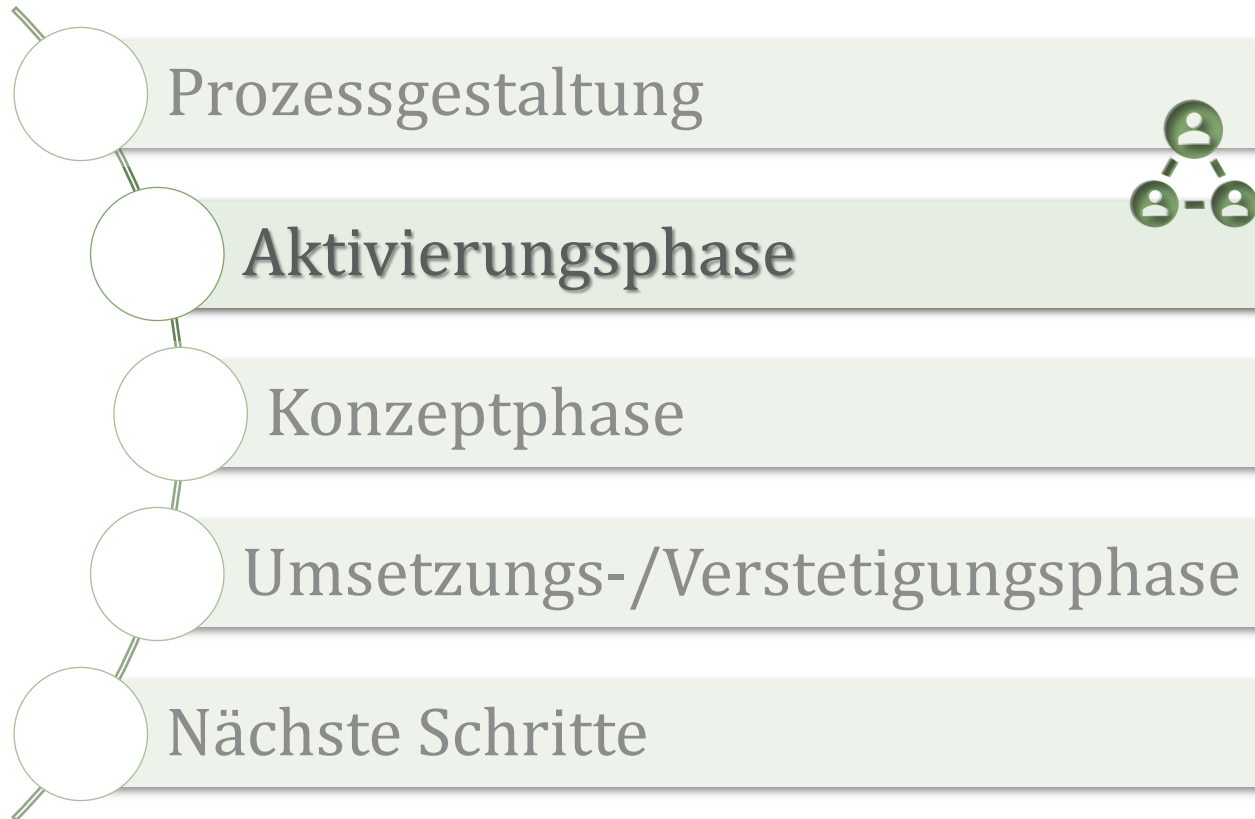 Prozessgestaltung
Aktivierungsphase
Konzeptphase
Umsetzungs-/Verstetigungsphase
Nächste Schritte